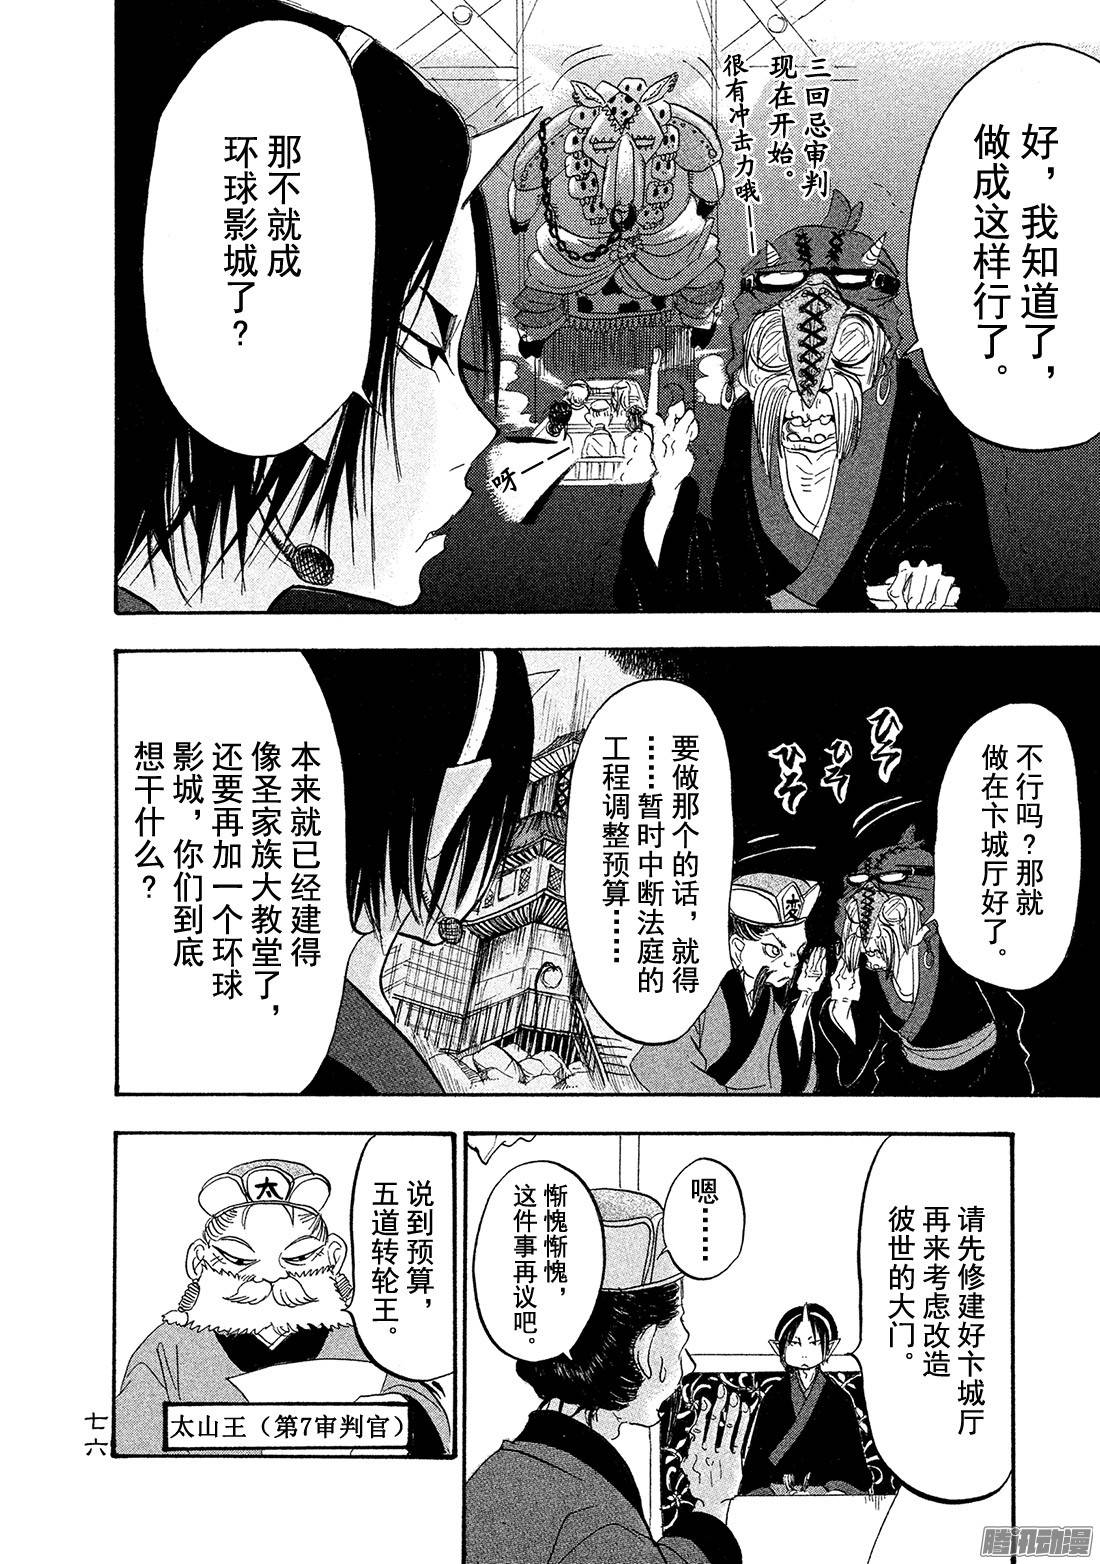 好，我知道了，
做成这样行了。
三回忌审判
现在开始。
很有冲击力哦——
呀———
那不就成
环球影城了？
不行吗？那就
做在卞城厅好了。
ひそ
ひそ
ひそ
要做那个的话，就得
……暂时中断法庭的
工程调整预算……
变
本来就已经建得
像圣家族大教堂了，
还要再加一个环球
影城，你们到底
想干什么？
请先修建好卞城厅
再来考虑改造
彼世的大门。
嗯……
惭愧惭愧，
这件事再议吧。
说到预算，
五道转轮王。
太
太山王（第7审判官）
七六
腾讯动漫